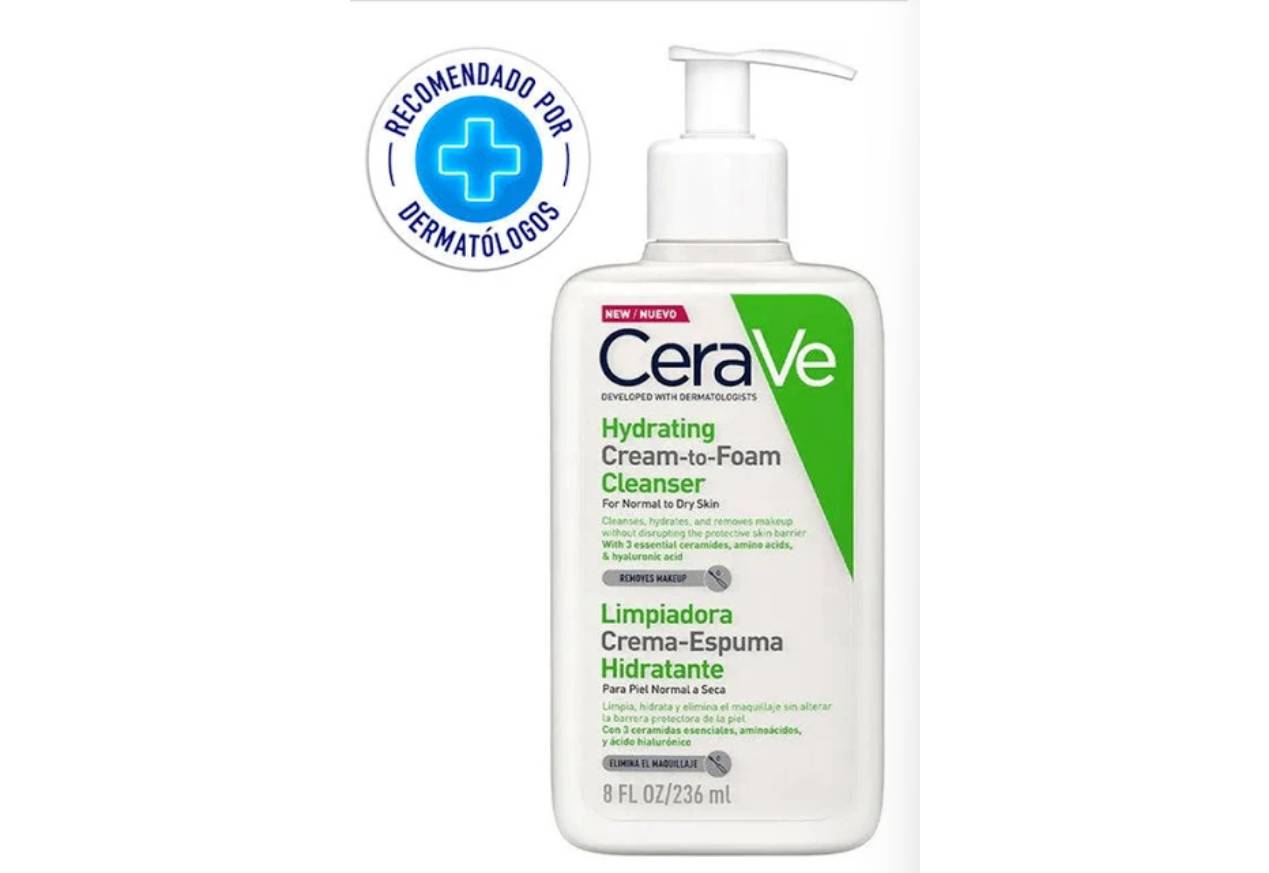 RECOMENDADO POR
DERMATÓLOGOS
NEW / NUEVO
CeraVe
DEVELOPED WITH DERMATOLOGISTS
Hydrating
Cream-to-Foam
Cleanser
For Normal to Dry Skin
Cleanses, hydrates, and removes makeup
without disrupting the protective skin barrier
With 3 essential ceramides, amino acids,
& hyaluronic acid
REMOVES MAKEUP
Limpiadora
Crema-Espuma
Hidratante
Para Piel Normal a Seca
Limpia, hidrata y elimina el maquillaje sin alterar
la barrera protectora de la piel
Con 3 ceramidas esenciales, aminoácidos,
y ácido hialurónico
ELIMINA EL MAQUILLAJE
8 FL OZ/236 ml